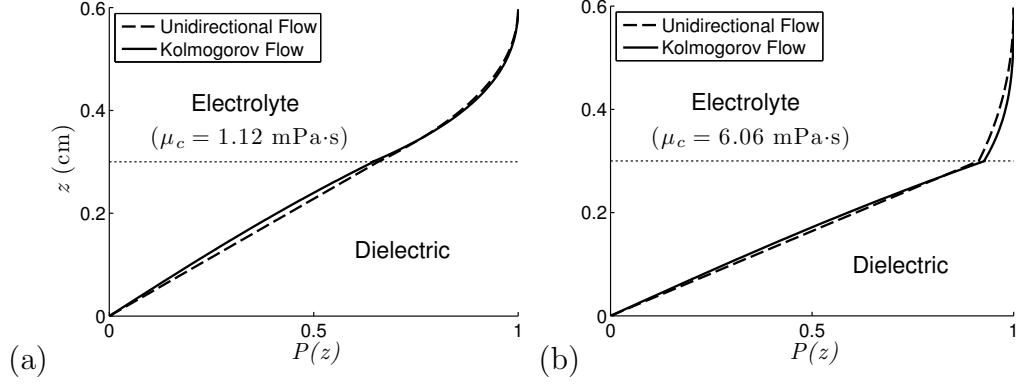 0.6
Unidirectional Flow
Kolmogorov Flow
0.4
Electrolyte
(μc = 1.12 mPa·s)
z (cm)
0.2
Dielectric
0
0
0.5
1
P(z)
(a)
0.6
Unidirectional Flow
Kolmogorov Flow
0.4
Electrolyte
(μc = 6.06 mPa·s)
0.2
Dielectric
0
0
0.5
1
P(z)
(b)